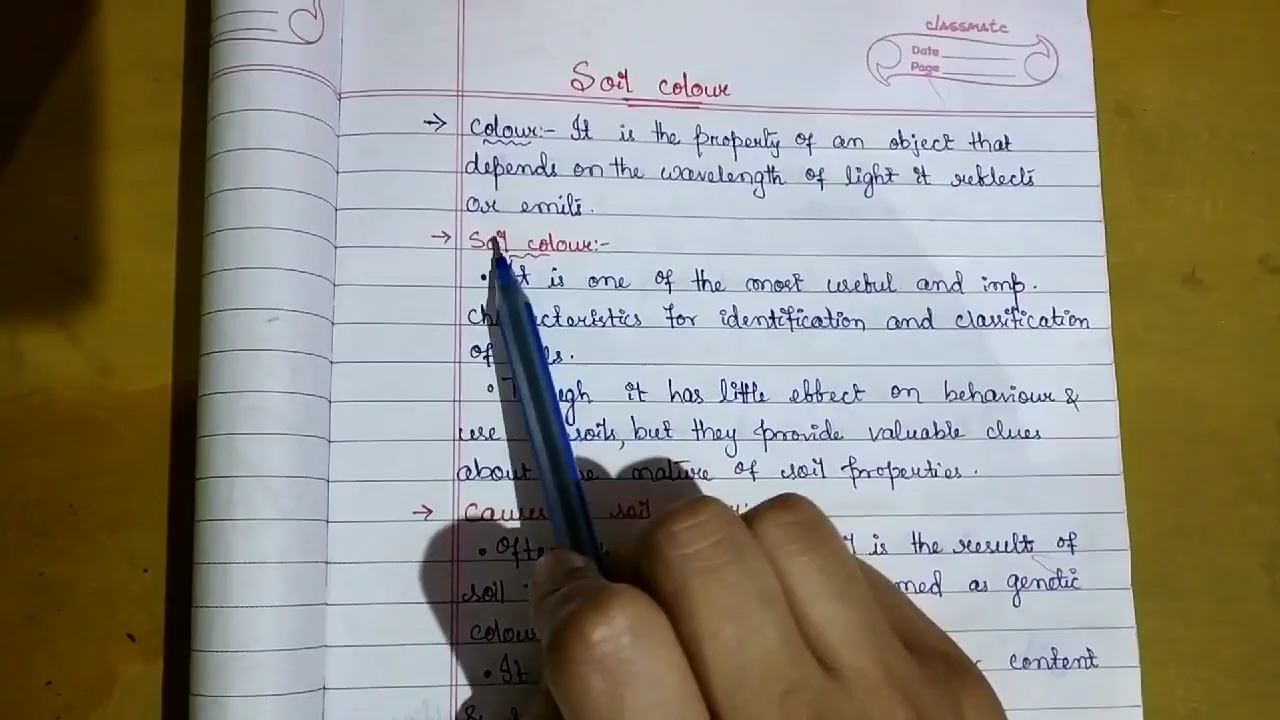 classmate
Date
Page
Soil colour
→ colour:- It is the property of an object that
depends on the wavelength of light it reflects
or emits.
→ Soil colour:-
• It is one of the most useful and imp.
characteristics for identification and classification
of
• it has little effect on behaviour &
use soils, but they provide valuable clues
about nature of soil properties.
→ soil
• is the result of
soil as genetic
colou
• It content
&